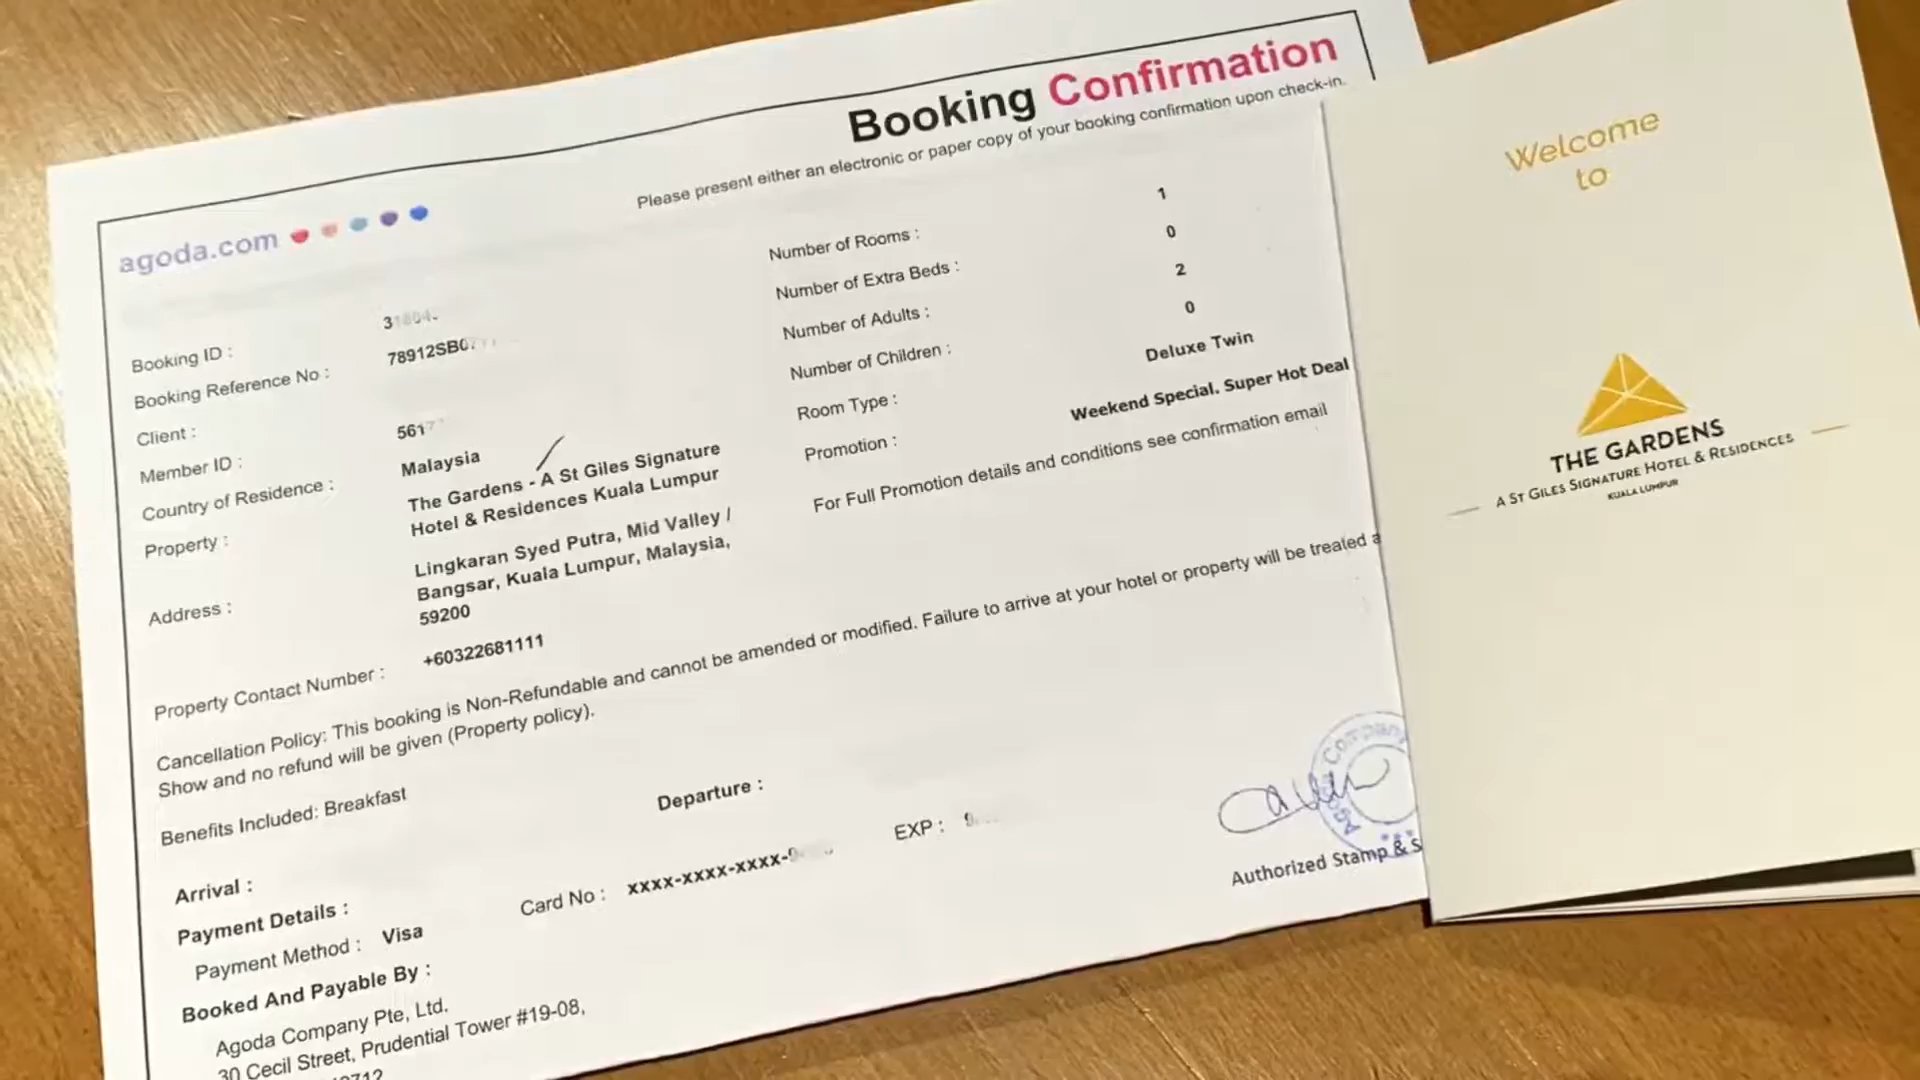 Booking Confirmation
Please present either an electronic or paper copy of your booking confirmation upon check-in.
agoda.com
Booking ID :
Booking Reference No : 78912SB0
Client :
Member ID : 561
Country of Residence : Malaysia
Property : The Gardens - A St Giles Signature
Hotel & Residences Kuala Lumpur
Address : Lingkaran Syed Putra, Mid Valley /
Bangsar, Kuala Lumpur, Malaysia,
59200
Property Contact Number : +60322681111
Number of Rooms : 1
Number of Extra Beds : 0
Number of Adults : 2
Number of Children : 0
Room Type : Deluxe Twin
Promotion : Weekend Special. Super Hot Deal
For Full Promotion details and conditions see confirmation email
Cancellation Policy: This booking is Non-Refundable and cannot be amended or modified. Failure to arrive at your hotel or property will be treated a
Show and no refund will be given (Property policy).
Benefits Included: Breakfast
Arrival :
Departure :
Payment Details :
Payment Method : Visa
Card No : xxxx-xxxx-xxxx-
EXP :
Booked And Payable By :
Agoda Company Pte, Ltd.
30 Cecil Street, Prudential Tower #19-08,
Company
Authorized Stamp & S
Welcome
to
THE GARDENS
A ST GILES SIGNATURE HOTEL & RESIDENCES
KUALA LUMPUR